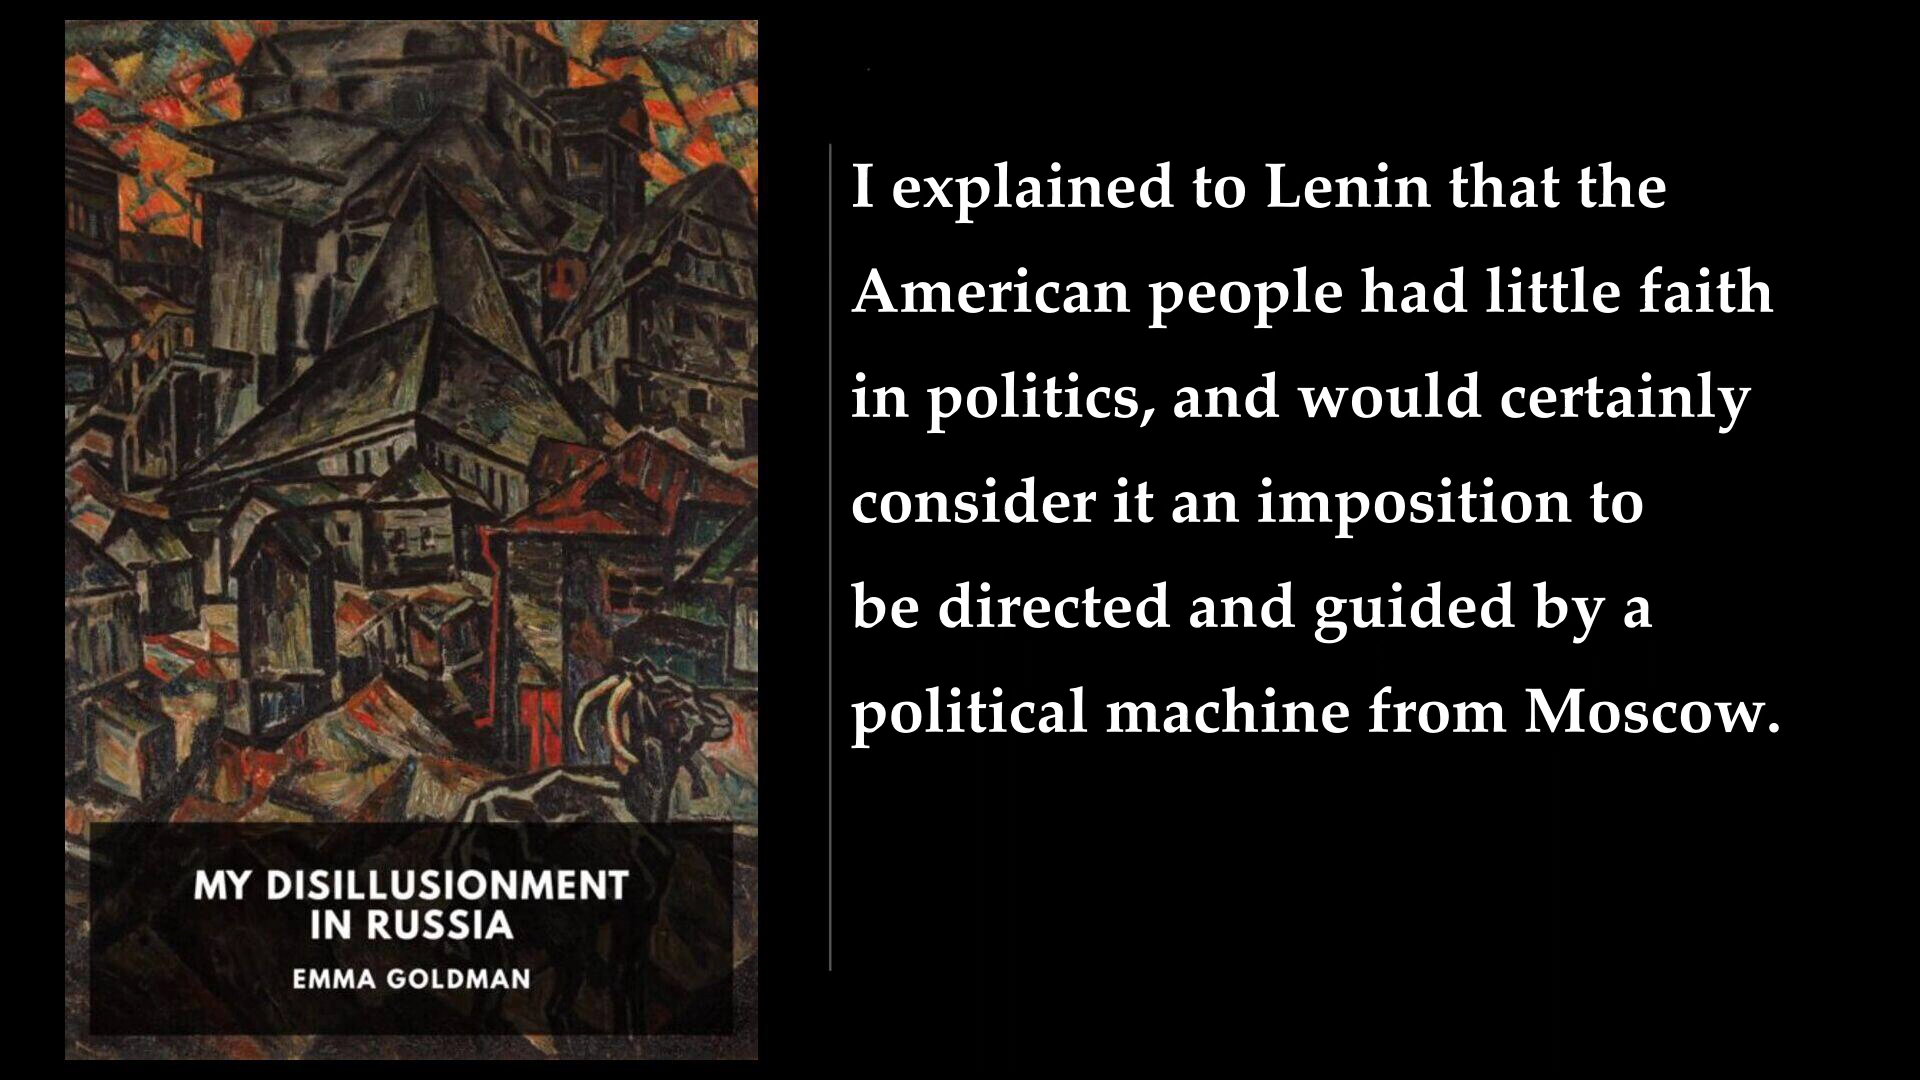 I explained to Lenin that the
American people had little faith
in politics, and would certainly
consider it an imposition to
be directed and guided by a
political machine from Moscow.
MY DISILLUSIONMENT
IN RUSSIA
EMMA GOLDMAN